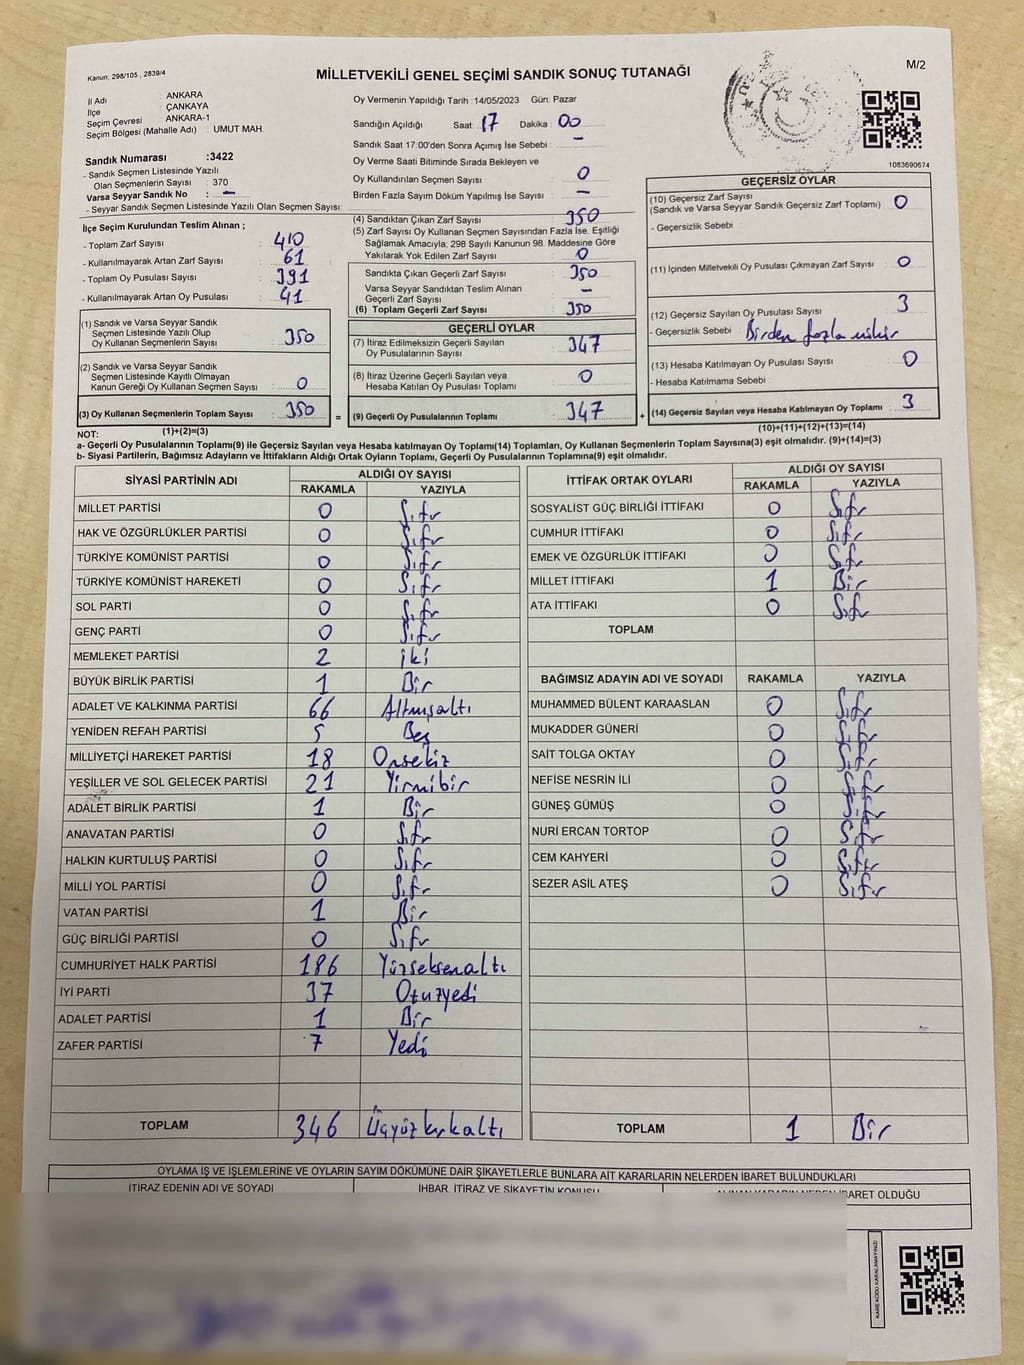 Kanun. 298/105 , 2839/4
MİLLETVEKİLİ GENEL SEÇİMİ SANDIK SONUÇ TUTANAĞI
M/2
İl Adı : ANKARA
İlçe : ÇANKAYA
Seçim Çevresi : ANKARA-1
Seçim Bölgesi (Mahalle Adı) : UMUT MAH.
Oy Vermenin Yapıldığı Tarih :14/05/2023 Gün: Pazar
Sandığın Açıldığı Saat : 17 Dakika : 00
Sandık Saat 17:00'den Sonra Açımış İse Sebebi : –
Oy Verme Saati Bitiminde Sırada Bekleyen ve
Oy Kullandırılan Seçmen Sayısı : 0
Birden Fazla Sayım Döküm Yapılmış İse Sayısı : –
1083690674
Sandık Numarası :3422
- Sandık Seçmen Listesinde Yazılı
Olan Seçmenlerin Sayısı : 370
Varsa Seyyar Sandık No : –
- Seyyar Sandık Seçmen Listesinde Yazılı Olan Seçmen Sayısı:
İlçe Seçim Kurulundan Teslim Alınan ;
- Toplam Zarf Sayısı : 410
- Kullanılmayarak Artan Zarf Sayısı : 61
- Toplam Oy Pusulası Sayısı : 391
- Kullanılmayarak Artan Oy Pusulası : 41
(1) Sandık ve Varsa Seyyar Sandık
Seçmen Listesinde Yazılı Olup
Oy Kullanan Seçmenlerin Sayısı : 350
(2) Sandık ve Varsa Seyyar Sandık
Seçmen Listesinde Kayıtlı Olmayan
Kanun Gereği Oy Kullanan Seçmen Sayısı : 0
(3) Oy Kullanan Seçmenlerin Toplam Sayısı : 350
(1)+(2)=(3)
(4) Sandıktan Çıkan Zarf Sayısı : 350
(5) Zarf Sayısı Oy Kullanan Seçmen Sayısından Fazla İse, Eşitliği
Sağlamak Amacıyla, 298 Sayılı Kanunun 98. Maddesine Göre
Yakılarak Yok Edilen Zarf Sayısı : 0
Sandıkta Çıkan Geçerli Zarf Sayısı : 350
Varsa Seyyar Sandıktan Teslim Alınan
Geçerli Zarf Sayısı : –
(6) Toplam Geçerli Zarf Sayısı : 350
GEÇERLİ OYLAR
(7) İtiraz Edilmeksizin Geçerli Sayılan
Oy Pusulalarının Sayısı : 347
(8) İtiraz Üzerine Geçerli Sayılan veya
Hesaba Katılan Oy Pusulası Toplamı : 0
= (9) Geçerli Oy Pusulalarının Toplamı : 347
GEÇERSİZ OYLAR
(10) Geçersiz Zarf Sayısı
(Sandık ve Varsa Seyyar Sandık Geçersiz Zarf Toplamı) : 0
- Geçersizlik Sebebi
(11) İçinden Milletvekili Oy Pusulası Çıkmayan Zarf Sayısı : 0
(12) Geçersiz Sayılan Oy Pusulası Sayısı : 3
- Geçersizlik Sebebi : Birden fazla mühür
(13) Hesaba Katılmayan Oy Pusulası Sayısı : 0
- Hesaba Katılmama Sebebi
+ (14) Geçersiz Sayılan veya Hesaba Katılmayan Oy Toplamı : 3
(10)+(11)+(12)+(13)=(14)
NOT:
a- Geçerli Oy Pusulalarının Toplamı(9) ile Geçersiz Sayılan veya Hesaba katılmayan Oy Toplamı(14) Toplamları, Oy Kullanan Seçmenlerin Toplam Sayısına(3) eşit olmalıdır. (9)+(14)=(3)
b- Siyasi Partilerin, Bağımsız Adayların ve İttifakların Aldığı Ortak Oyların Toplamı, Geçerli Oy Pusulalarının Toplamına(9) eşit olmalıdır.
SİYASİ PARTİNİN ADI
ALDIĞI OY SAYISI
RAKAMLA YAZIYLA
MİLLET PARTİSİ 0 Sıfır
HAK VE ÖZGÜRLÜKLER PARTİSİ 0 Sıfır
TÜRKİYE KOMÜNİST PARTİSİ 0 Sıfır
TÜRKİYE KOMÜNİST HAREKETİ 0 Sıfır
SOL PARTİ 0 Sıfır
GENÇ PARTİ 0 Sıfır
MEMLEKET PARTİSİ 2 iki
BÜYÜK BİRLİK PARTİSİ 1 Bir
ADALET VE KALKINMA PARTİSİ 66 Altmışaltı
YENİDEN REFAH PARTİSİ 5 Beş
MİLLİYETÇİ HAREKET PARTİSİ 18 Onsekiz
YEŞİLLER VE SOL GELECEK PARTİSİ 21 Yirmibir
ADALET BİRLİK PARTİSİ 1 Bir
ANAVATAN PARTİSİ 0 Sıfır
HALKIN KURTULUŞ PARTİSİ 0 Sıfır
MİLLİ YOL PARTİSİ 0 Sıfır
VATAN PARTİSİ 1 Bir
GÜÇ BİRLİĞİ PARTİSİ 0 Sıfır
CUMHURİYET HALK PARTİSİ 186 Yüzseksenaltı
İYİ PARTİ 37 Otuzyedi
ADALET PARTİSİ 1 Bir
ZAFER PARTİSİ 7 Yedi
TOPLAM 346 Üçyüzkırkaltı
İTTİFAK ORTAK OYLARI
ALDIĞI OY SAYISI
RAKAMLA YAZIYLA
SOSYALİST GÜÇ BİRLİĞİ İTTİFAKI 0 Sıfır
CUMHUR İTTİFAKI 0 Sıfır
EMEK VE ÖZGÜRLÜK İTTİFAKI 0 Sıfır
MİLLET İTTİFAKI 1 Bir
ATA İTTİFAKI 0 Sıfır
TOPLAM
BAĞIMSIZ ADAYIN ADI VE SOYADI RAKAMLA YAZIYLA
MUHAMMED BÜLENT KARAASLAN 0 Sıfır
MUKADDER GÜNERİ 0 Sıfır
SAİT TOLGA OKTAY 0 Sıfır
NEFİSE NESRİN İLİ 0 Sıfır
GÜNEŞ GÜMÜŞ 0 Sıfır
NURİ ERCAN TORTOP 0 Sıfır
CEM KAHYERİ 0 Sıfır
SEZER ASİL ATEŞ 0 Sıfır
TOPLAM 1 Bir
OYLAMA İŞ VE İŞLEMLERİNE VE OYLARIN SAYIM DÖKÜMÜNE DAİR ŞİKAYETLERLE BUNLARA AİT KARARLARIN NELERDEN İBARET BULUNDUKLARI
İTİRAZ EDENİN ADI VE SOYADI
İHBAR, İTİRAZ VE ŞİKAYETİN KONUSU
ALINAN KARARIN NEDEN İBARET OLDUĞU
KARE KODU KARALAMAYINIZ!